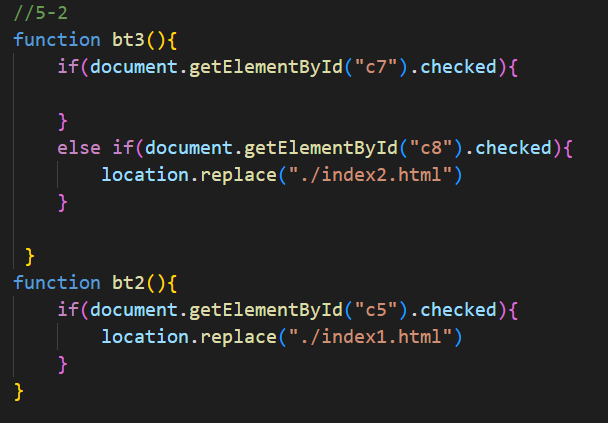 //5-2
function bt3(){
if(document.getElementById("c7").checked){
}
else if(document.getElementById("c8").checked){
location.replace("./index2.html")
}
}
function bt2(){
if(document.getElementById("c5").checked){
location.replace("./index1.html")
}
}